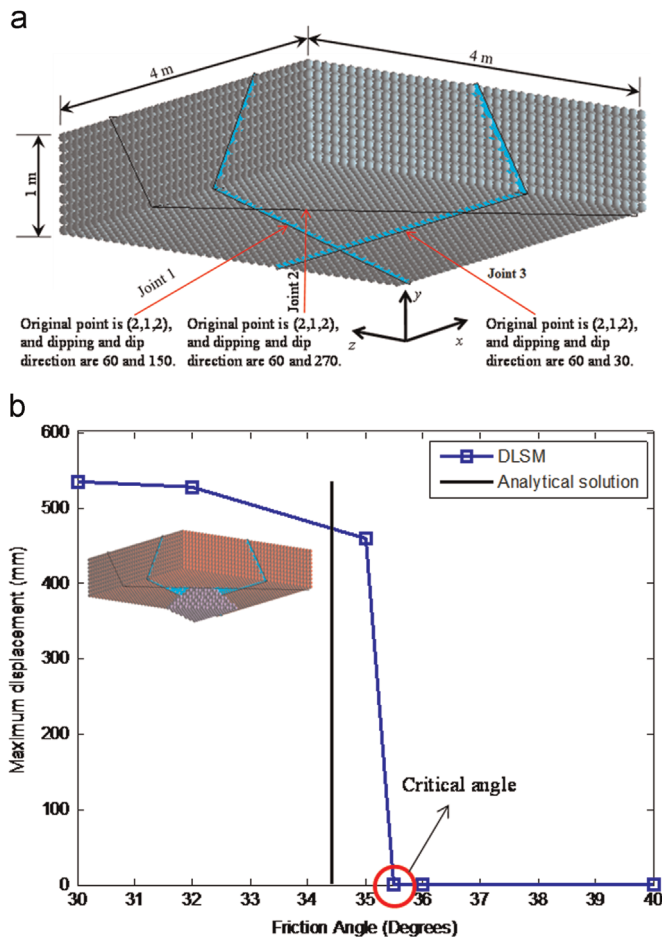 a
4 m
4 m
1 m
Joint 1
Joint 2
Joint 3
y
z
x
Original point is (2,1,2),
and dipping and dip
direction are 60 and 150.
Original point is (2,1,2),
and dipping and dip
direction are 60 and 270.
Original point is (2,1,2),
and dipping and dip
direction are 60 and 30.
b
600
500
400
300
200
100
0
Maximum displacement (mm)
DLSM
Analytical solution
Critical angle
30 31 32 33 34 35 36 37 38 39 40
Friction Angle (Degrees)